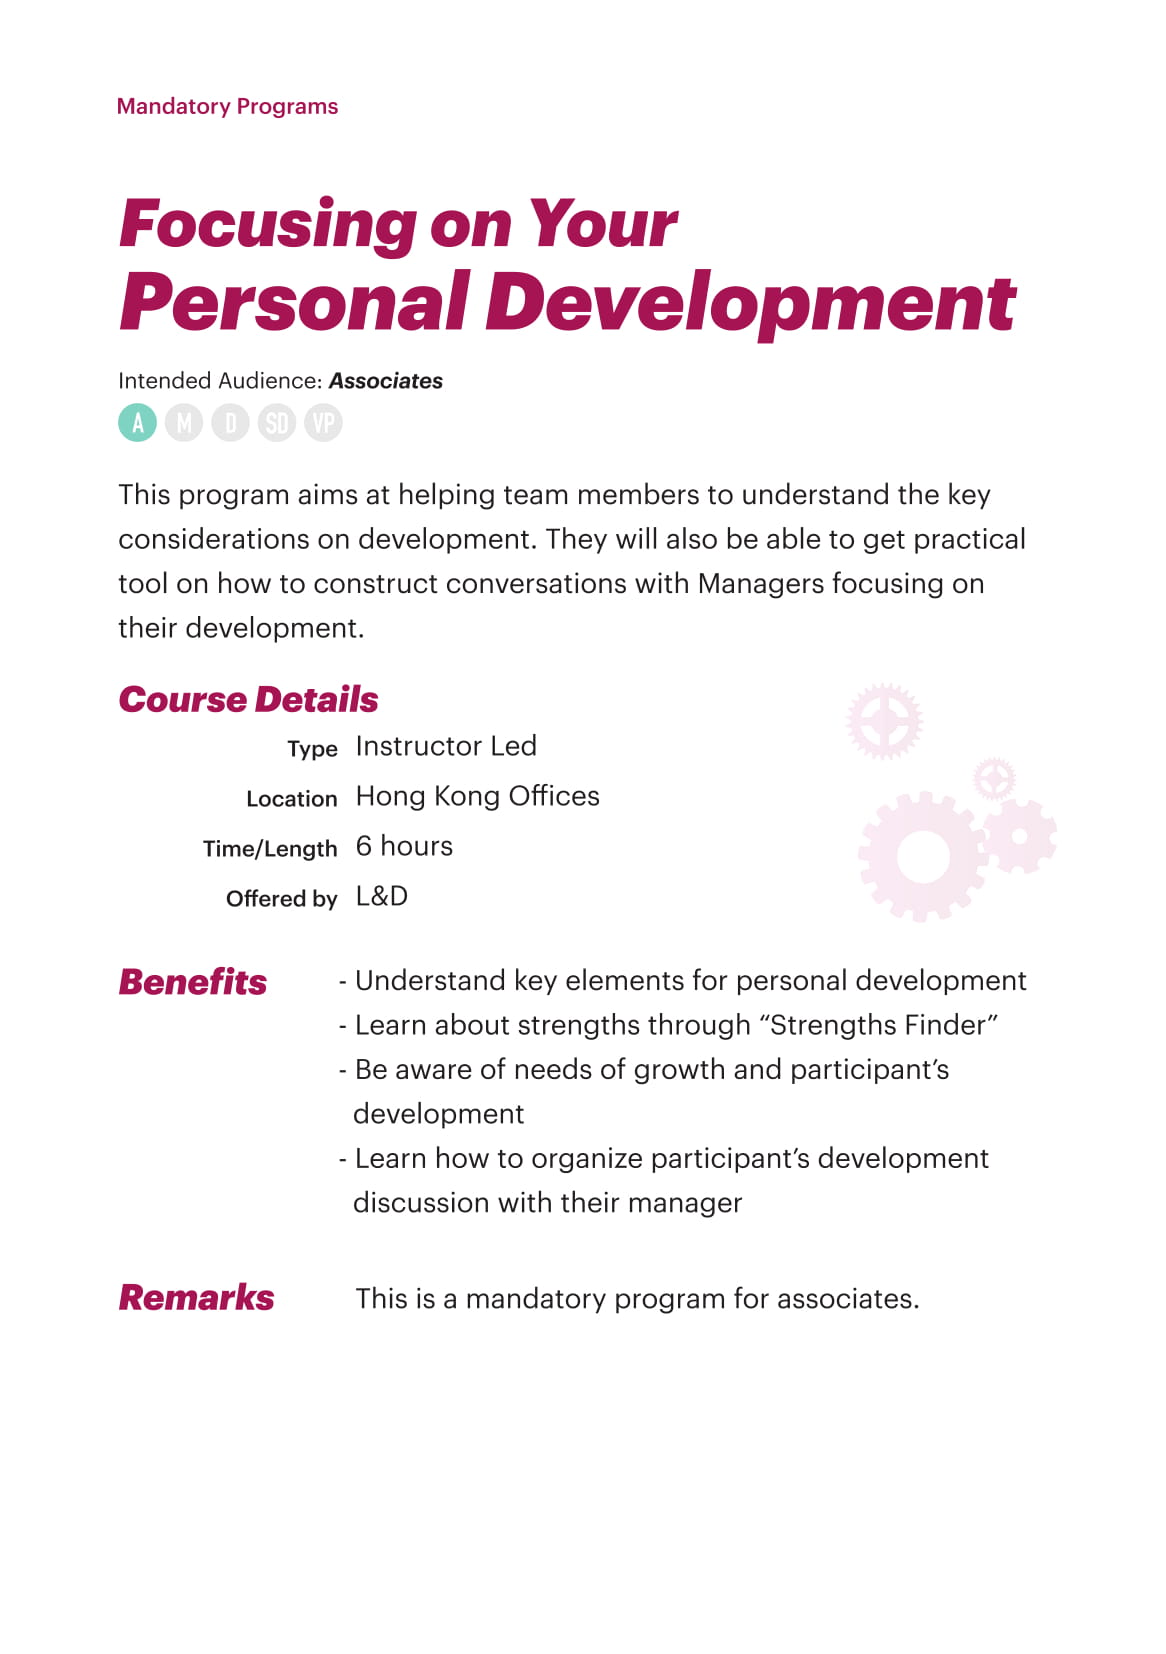 Mandatory Programs
Focusing on Your
Personal Development
Intended Audience: Associates
A M D SD VP
This program aims at helping team members to understand the key
considerations on development. They will also be able to get practical
tool on how to construct conversations with Managers focusing on
their development.
Course Details
Type Instructor Led
Location Hong Kong Offices
Time/Length 6 hours
Offered by L&D
Benefits - Understand key elements for personal development
- Learn about strengths through “Strengths Finder”
- Be aware of needs of growth and participant’s
development
- Learn how to organize participant’s development
discussion with their manager
Remarks This is a mandatory program for associates.